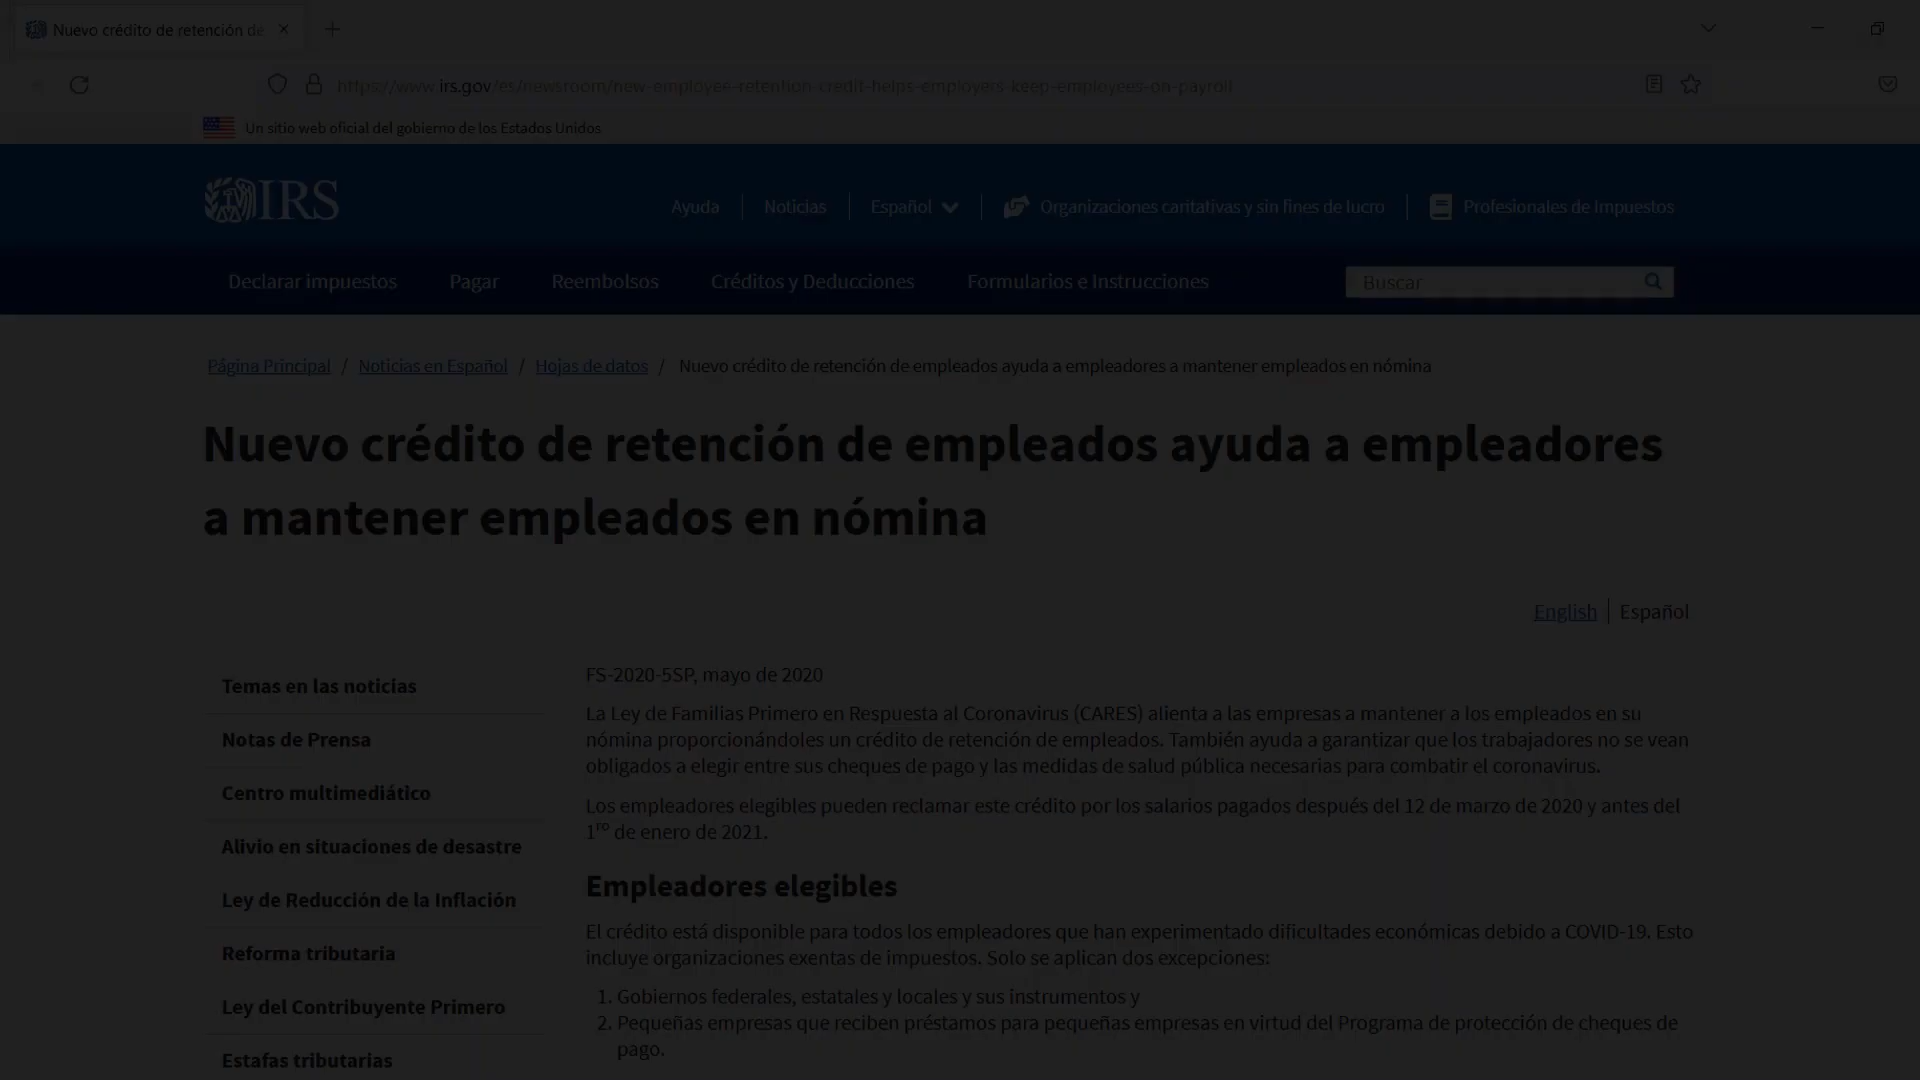 Nuevo crédito de retención de
https://www.irs.gov/es/newsroom/new-employee-retention-credit-helps-employers-keep-employees-on-payroll
Un sitio web oficial del gobierno de los Estados Unidos
IRS
Ayuda
Noticias
Español
Organizaciones caritativas y sin fines de lucro
Profesionales de Impuestos
Declarar impuestos
Pagar
Reembolsos
Créditos y Deducciones
Formularios e Instrucciones
Buscar
Página Principal / Noticias en Español / Hojas de datos / Nuevo crédito de retención de empleados ayuda a empleadores a mantener empleados en nómina
Nuevo crédito de retención de empleados ayuda a empleadores
a mantener empleados en nómina
English | Español
Temas en las noticias
Notas de Prensa
Centro multimediático
Alivio en situaciones de desastre
Ley de Reducción de la Inflación
Reforma tributaria
Ley del Contribuyente Primero
Estafas tributarias
FS-2020-5SP, mayo de 2020
La Ley de Familias Primero en Respuesta al Coronavirus (CARES) alienta a las empresas a mantener a los empleados en su
nómina proporcionándoles un crédito de retención de empleados. También ayuda a garantizar que los trabajadores no se vean
obligados a elegir entre sus cheques de pago y las medidas de salud pública necesarias para combatir el coronavirus.
Los empleadores elegibles pueden reclamar este crédito por los salarios pagados después del 12 de marzo de 2020 y antes del
1ro de enero de 2021.
Empleadores elegibles
El crédito está disponible para todos los empleadores que han experimentado dificultades económicas debido a COVID-19. Esto
incluye organizaciones exentas de impuestos. Solo se aplican dos excepciones:
1. Gobiernos federales, estatales y locales y sus instrumentos y
2. Pequeñas empresas que reciben préstamos para pequeñas empresas en virtud del Programa de protección de cheques de
pago.